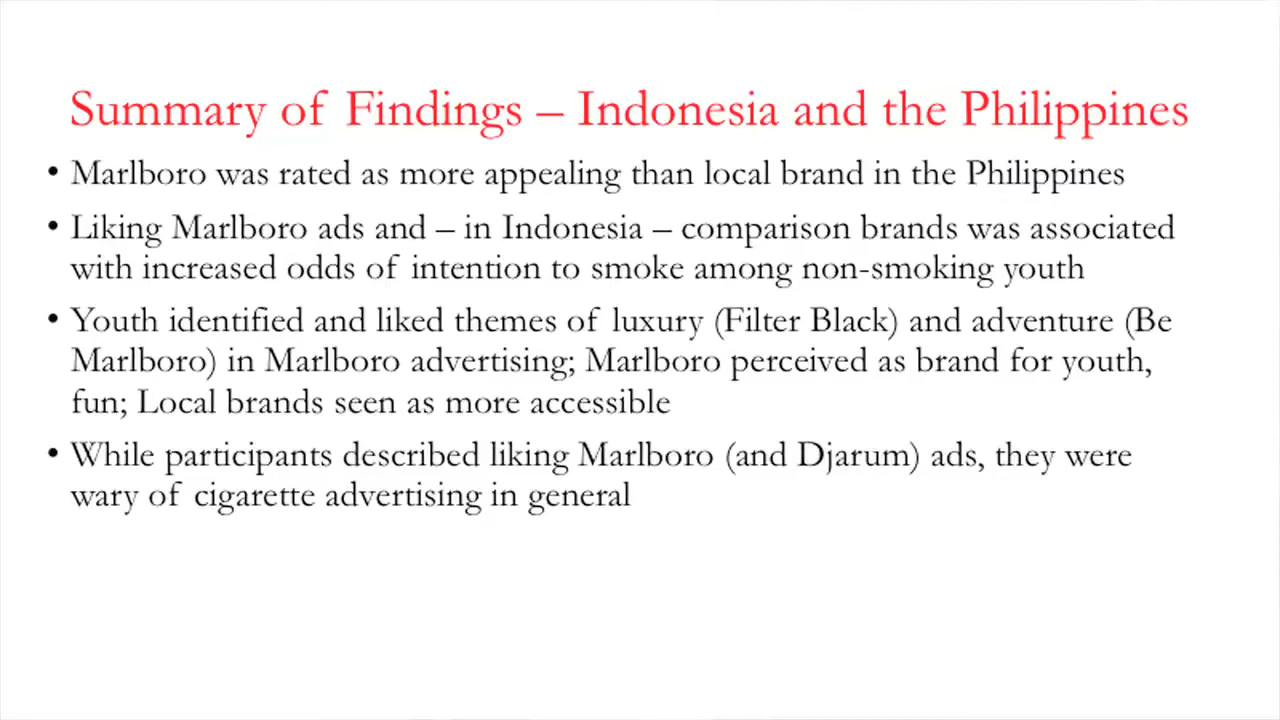 Summary of Findings – Indonesia and the Philippines
• Marlboro was rated as more appealing than local brand in the Philippines
• Liking Marlboro ads and – in Indonesia – comparison brands was associated
with increased odds of intention to smoke among non-smoking youth
• Youth identified and liked themes of luxury (Filter Black) and adventure (Be
Marlboro) in Marlboro advertising; Marlboro perceived as brand for youth,
fun; Local brands seen as more accessible
• While participants described liking Marlboro (and Djarum) ads, they were
wary of cigarette advertising in general